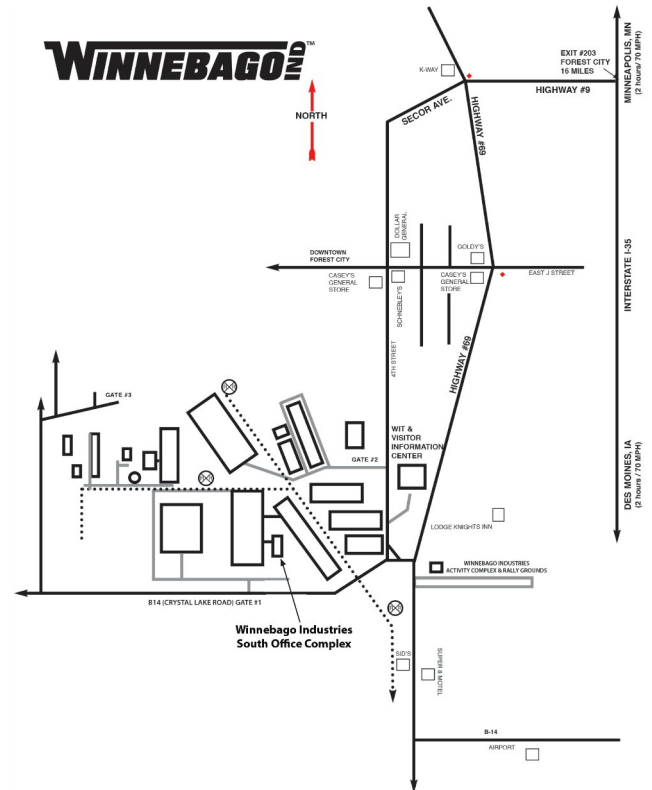 WINNEBAGO IND™
NORTH
K-WAY
EXIT #203
FOREST CITY
16 MILES
HIGHWAY #9
MINNEAPOLIS, MN
(2 hours/ 70 MPH)
SECOR AVE.
HIGHWAY #69
DOLLAR
GENERAL
GOLDY'S
DOWNTOWN
FOREST CITY
CASEY'S
GENERAL
STORE
SCHNEBLEY'S
CASEY'S
GENERAL
STORE
EAST J STREET
INTERSTATE I-35
4TH STREET
HIGHWAY #69
GATE #3
WIT &
VISITOR
INFORMATION
CENTER
GATE #2
DES MOINES, IA
(2 hours / 70 MPH)
LODGE KNIGHTS INN
WINNEBAGO INDUSTRIES
ACTIVITY COMPLEX & RALLY GROUNDS
B14 (CRYSTAL LAKE ROAD) GATE #1
Winnebago Industries
South Office Complex
SID'S
SUPER 8 MOTEL
B-14
AIRPORT